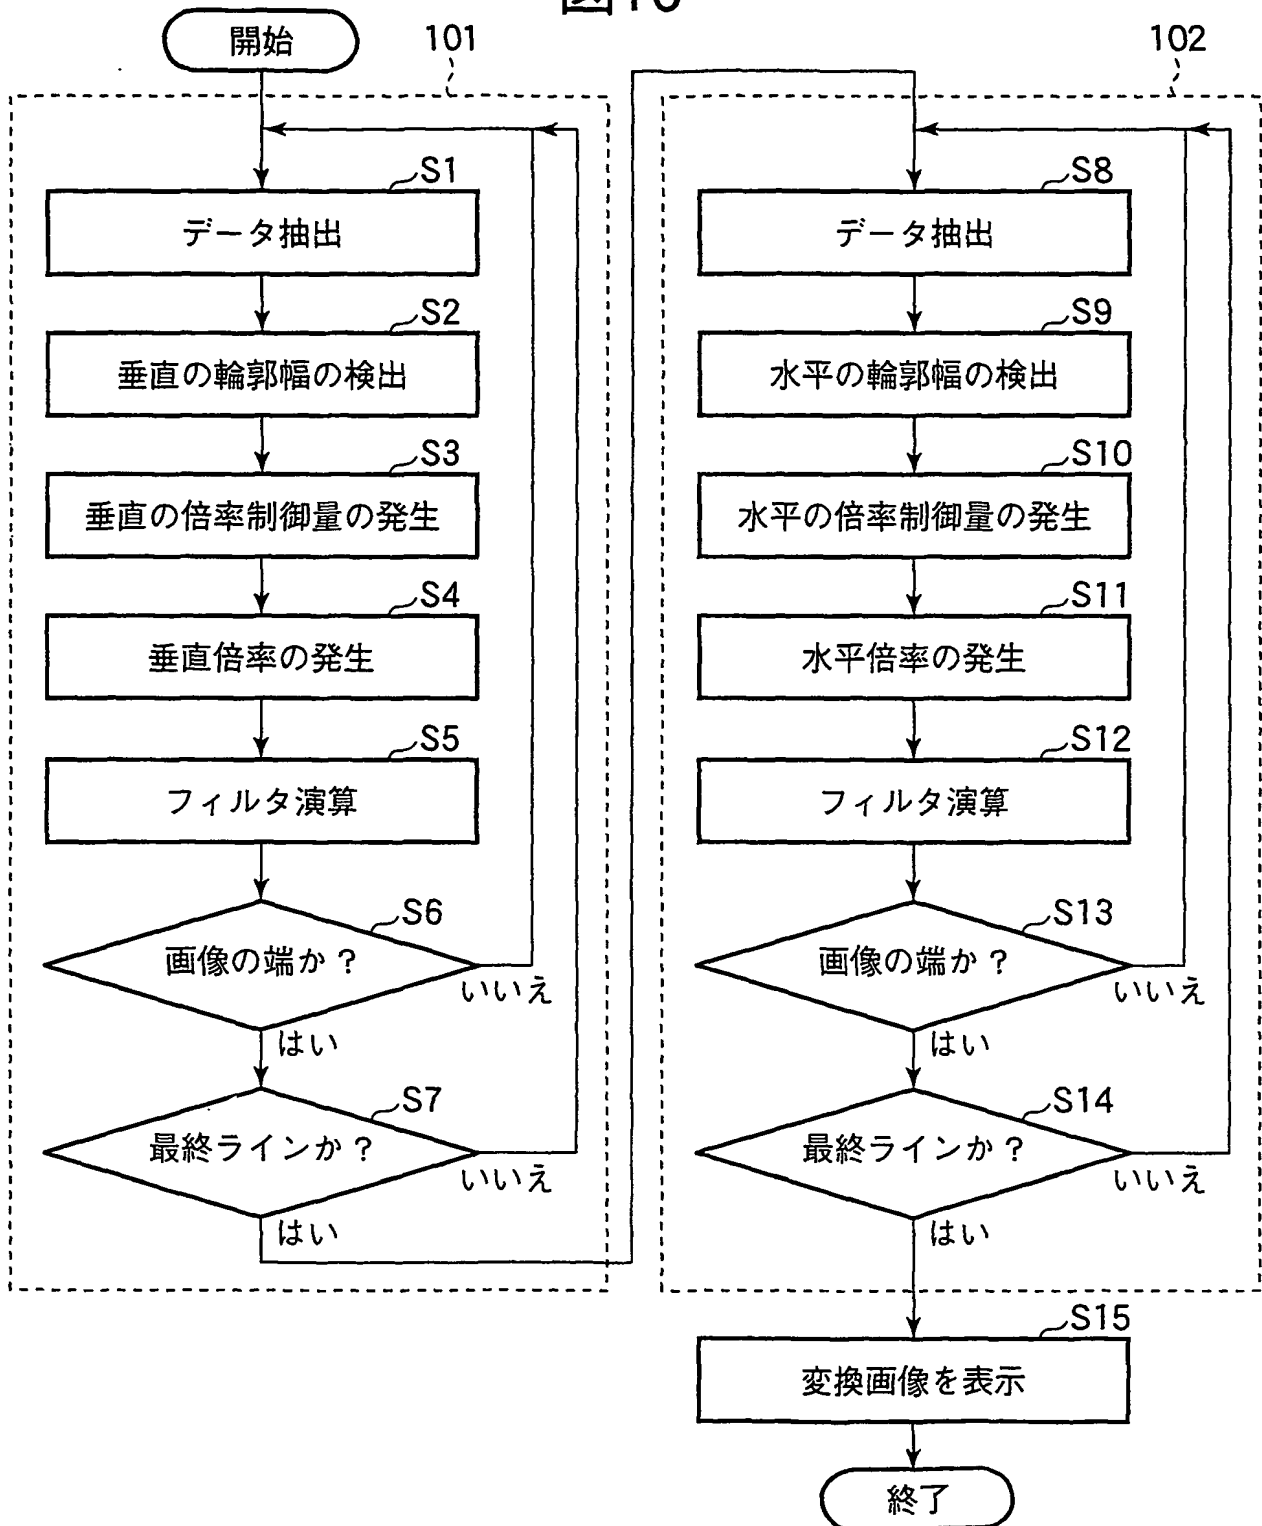 開始
101
S1
データ抽出
S2
垂直の輪郭幅の検出
S3
垂直の倍率制御量の発生
S4
垂直倍率の発生
S5
フィルタ演算
S6
画像の端か？
いいえ
はい
S7
最終ラインか？
いいえ
はい
102
S8
データ抽出
S9
水平の輪郭幅の検出
S10
水平の倍率制御量の発生
S11
水平倍率の発生
S12
フィルタ演算
S13
画像の端か？
いいえ
はい
S14
最終ラインか？
いいえ
はい
S15
変換画像を表示
終了